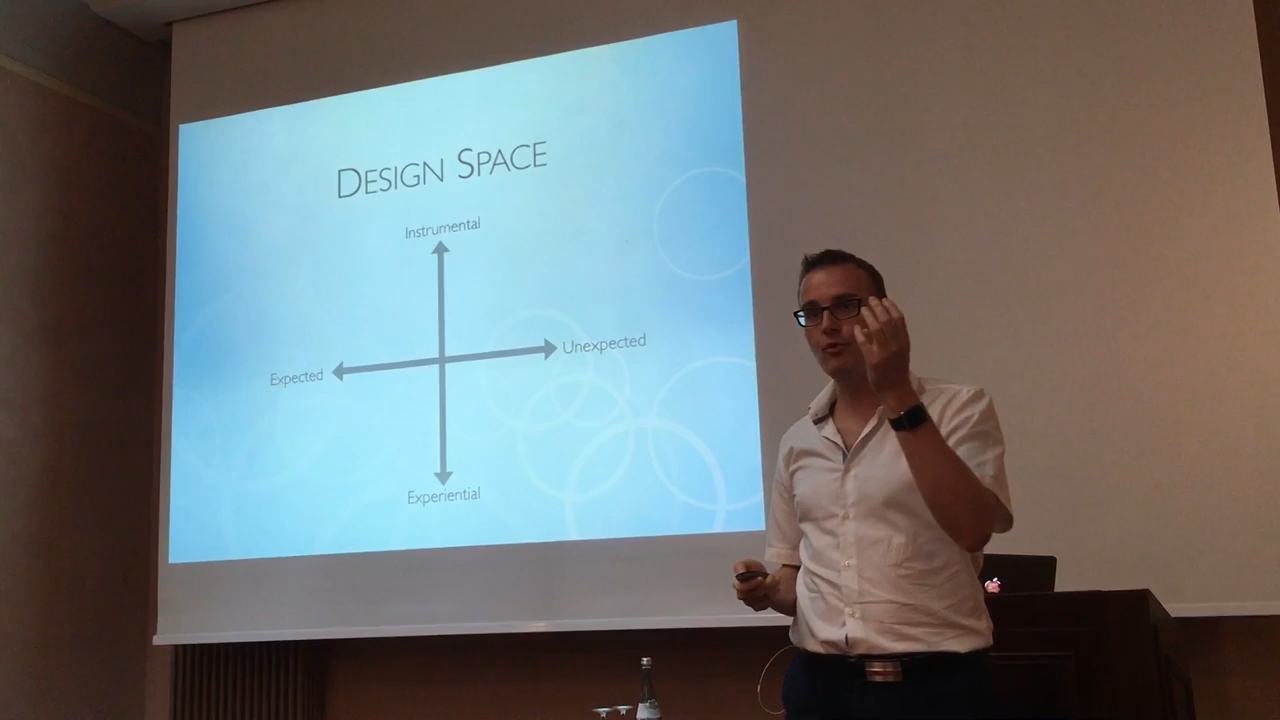 DESIGN SPACE
Instrumental
Expected
Unexpected
Experiential